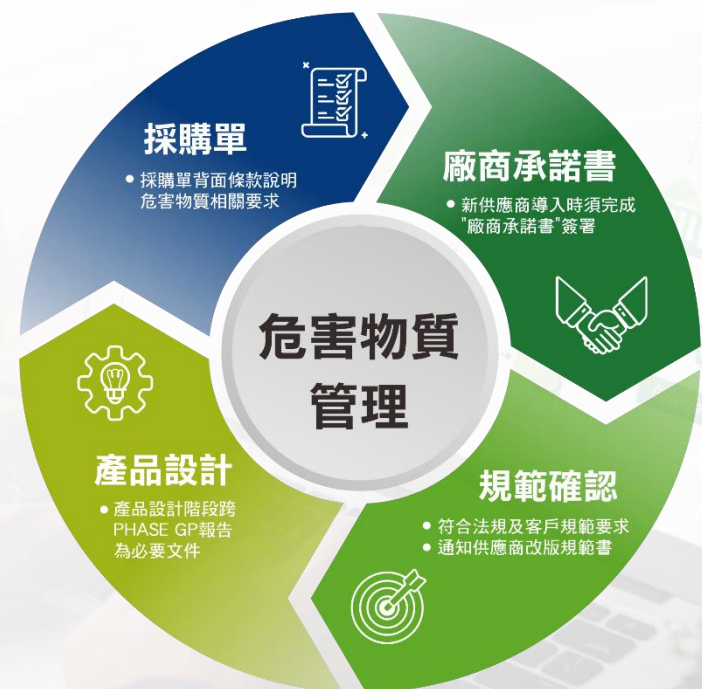 危害物質
管理
採購單
• 採購單背面條款說明
危害物質相關要求
廠商承諾書
• 新供應商導入時須完成
"廠商承諾書"簽署
規範確認
• 符合法規及客戶規範要求
• 通知供應商改版規範書
產品設計
• 產品設計階段跨
PHASE GP報告
為必要文件